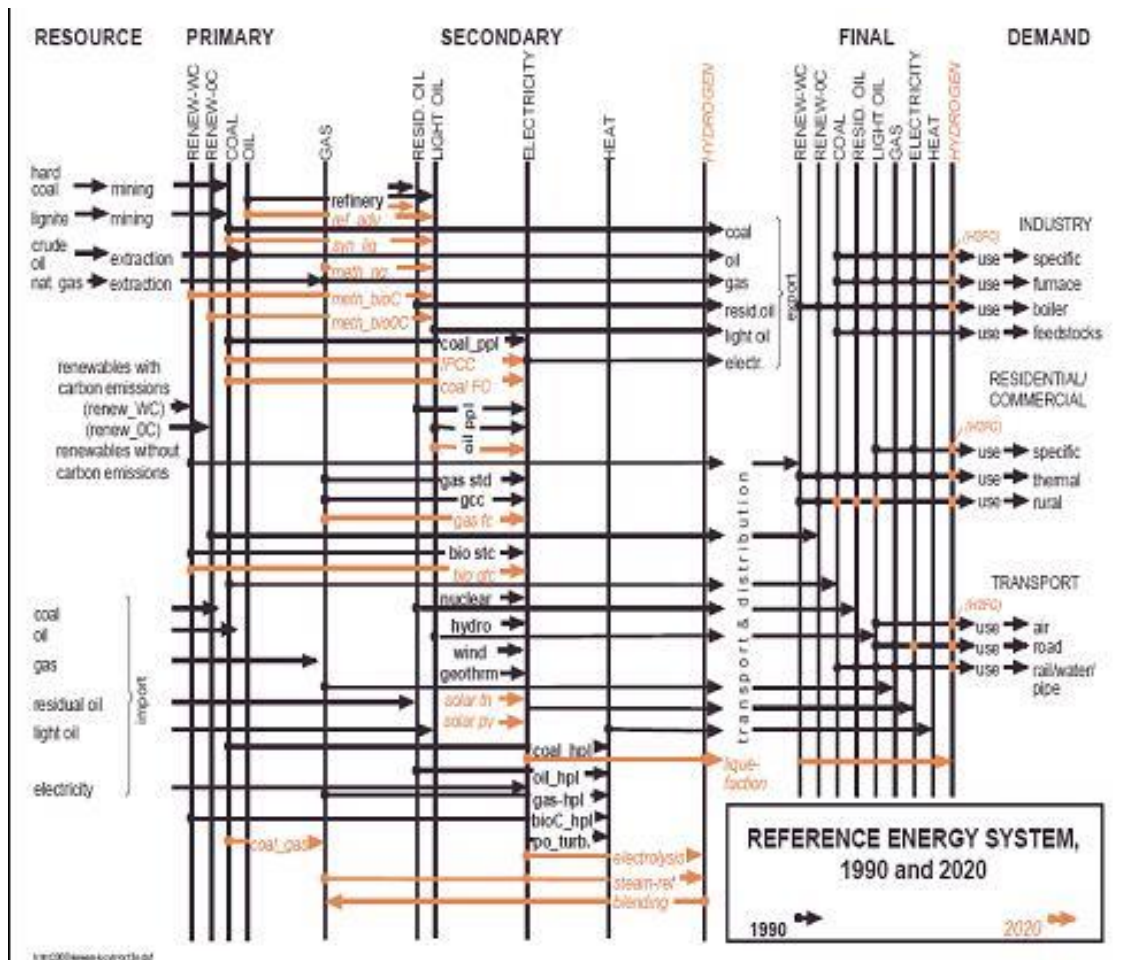 RESOURCE PRIMARY SECONDARY FINAL DEMAND
RENEW-WC
RENEW-0C
COAL
OIL
GAS
RESID. OIL
LIGHT OIL
ELECTRICITY
HEAT
HYDROGEN
RENEW-WC
RENEW-0C
COAL
RESID. OIL
LIGHT OIL
GAS
ELECTRICITY
HEAT
HYDROGEN
hard
coal mining
lignite mining
crude
oil extraction
nat. gas extraction
renewables with
carbon emissions
(renew_WC)
(renew_0C)
renewables without
carbon emissions
coal
oil
gas
residual oil
light oil
electricity
import
refinery
ref_adv
syn_liq
meth_ng
meth_bioC
meth_bio0C
coal_ppl
coal FC
oil ppl
gas std
gcc
gas fc
bio stc
nuclear
hydro
wind
geothrm
solar th
solar pv
coal_hpl
oil_hpl
gas-hpl
bioC_hpl
po_turb.
coal_gas
electrolysis
steam-ref
blending
coal
oil
gas
resid.oil
light oil
electr.
export
transport & distribution
lique-
faction
INDUSTRY
(H2FC)
use specific
use furnace
use boiler
use feedstocks
RESIDENTIAL/
COMMERCIAL
(H2FC)
use specific
use thermal
use rural
TRANSPORT
(H2FC)
use air
use road
use rail/water/
pipe
REFERENCE ENERGY SYSTEM,
1990 and 2020
1990 2020